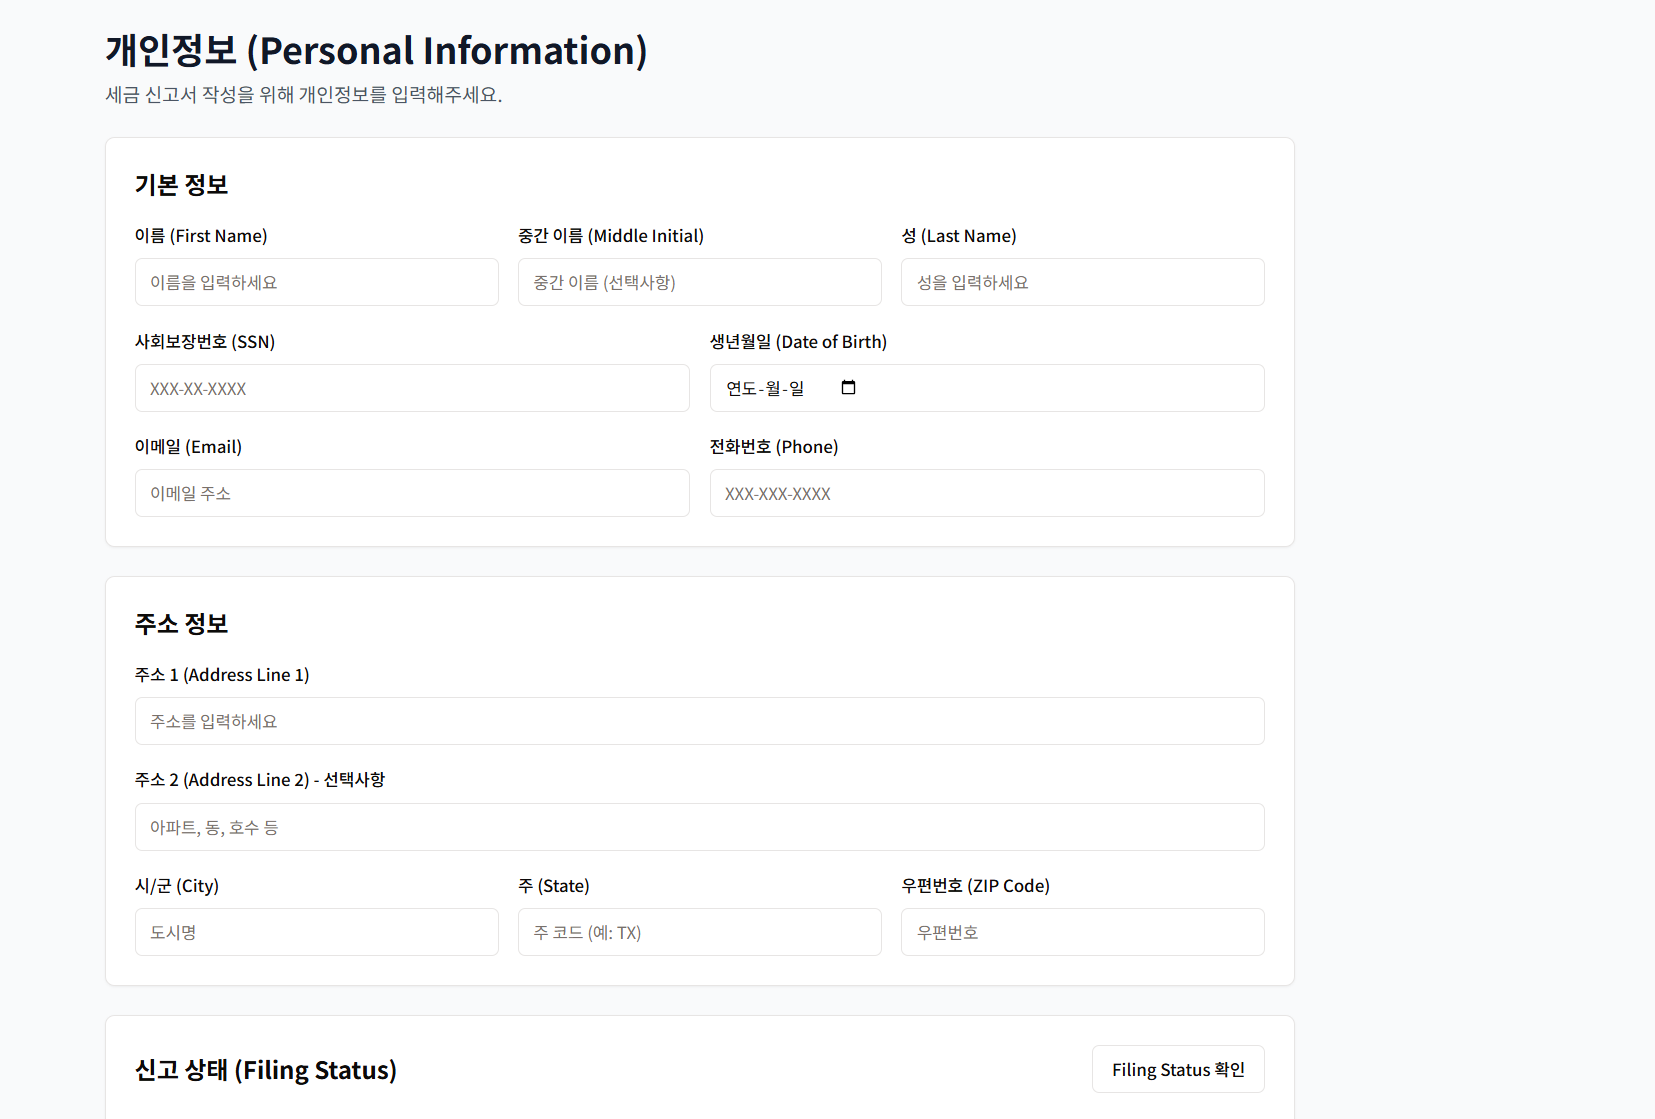 개인정보 (Personal Information)
세금 신고서 작성을 위해 개인정보를 입력해주세요.
기본 정보
이름 (First Name)
중간 이름 (Middle Initial)
성 (Last Name)
이름을 입력하세요
중간 이름 (선택사항)
성을 입력하세요
사회보장번호 (SSN)
생년월일 (Date of Birth)
XXX-XX-XXXX
연도-월-일
이메일 (Email)
전화번호 (Phone)
이메일 주소
XXX-XXX-XXXX
주소 정보
주소 1 (Address Line 1)
주소를 입력하세요
주소 2 (Address Line 2) - 선택사항
아파트, 동, 호수 등
시/군 (City)
주 (State)
우편번호 (ZIP Code)
도시명
주 코드 (예: TX)
우편번호
신고 상태 (Filing Status)
Filing Status 확인